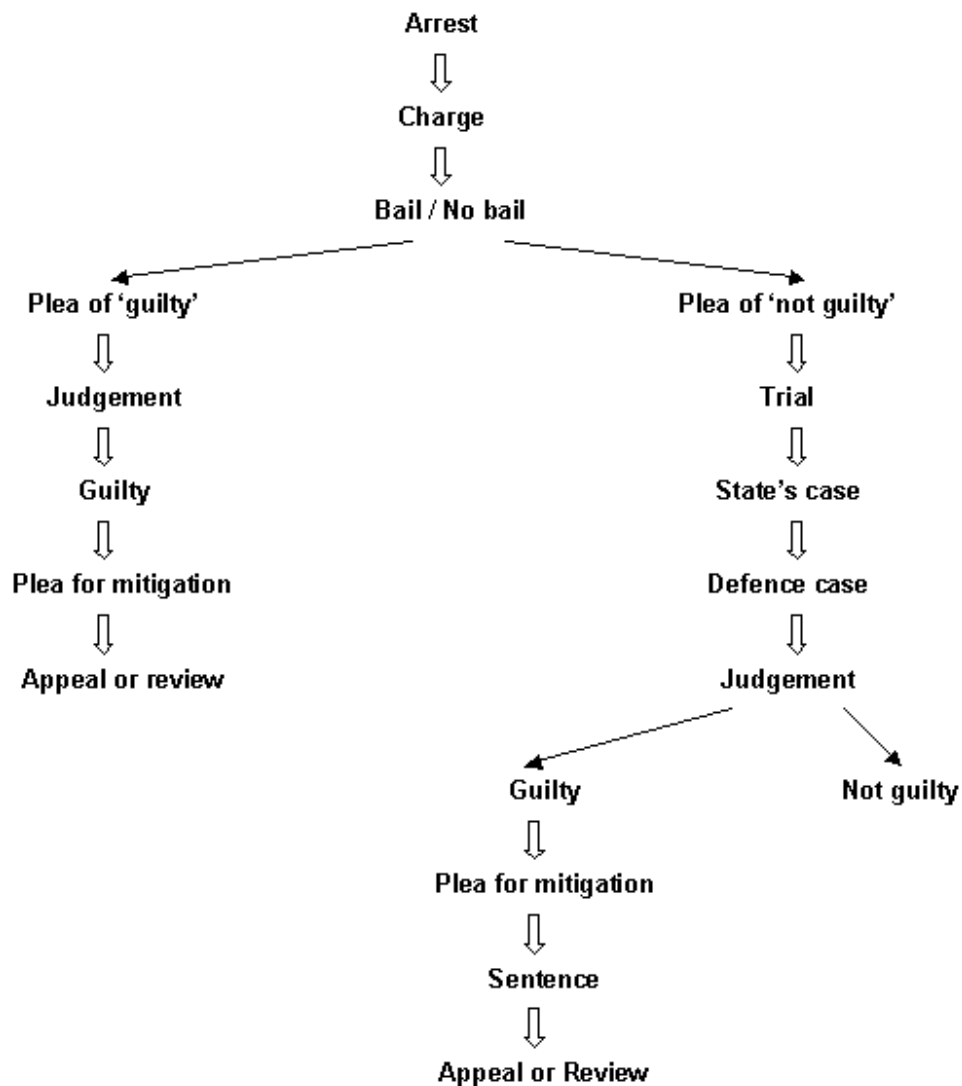 Arrest
Charge
Bail / No bail
Plea of ‘guilty’
Plea of ‘not guilty’
Judgement
Trial
Guilty
State’s case
Plea for mitigation
Defence case
Appeal or review
Judgement
Guilty
Not guilty
Plea for mitigation
Sentence
Appeal or Review